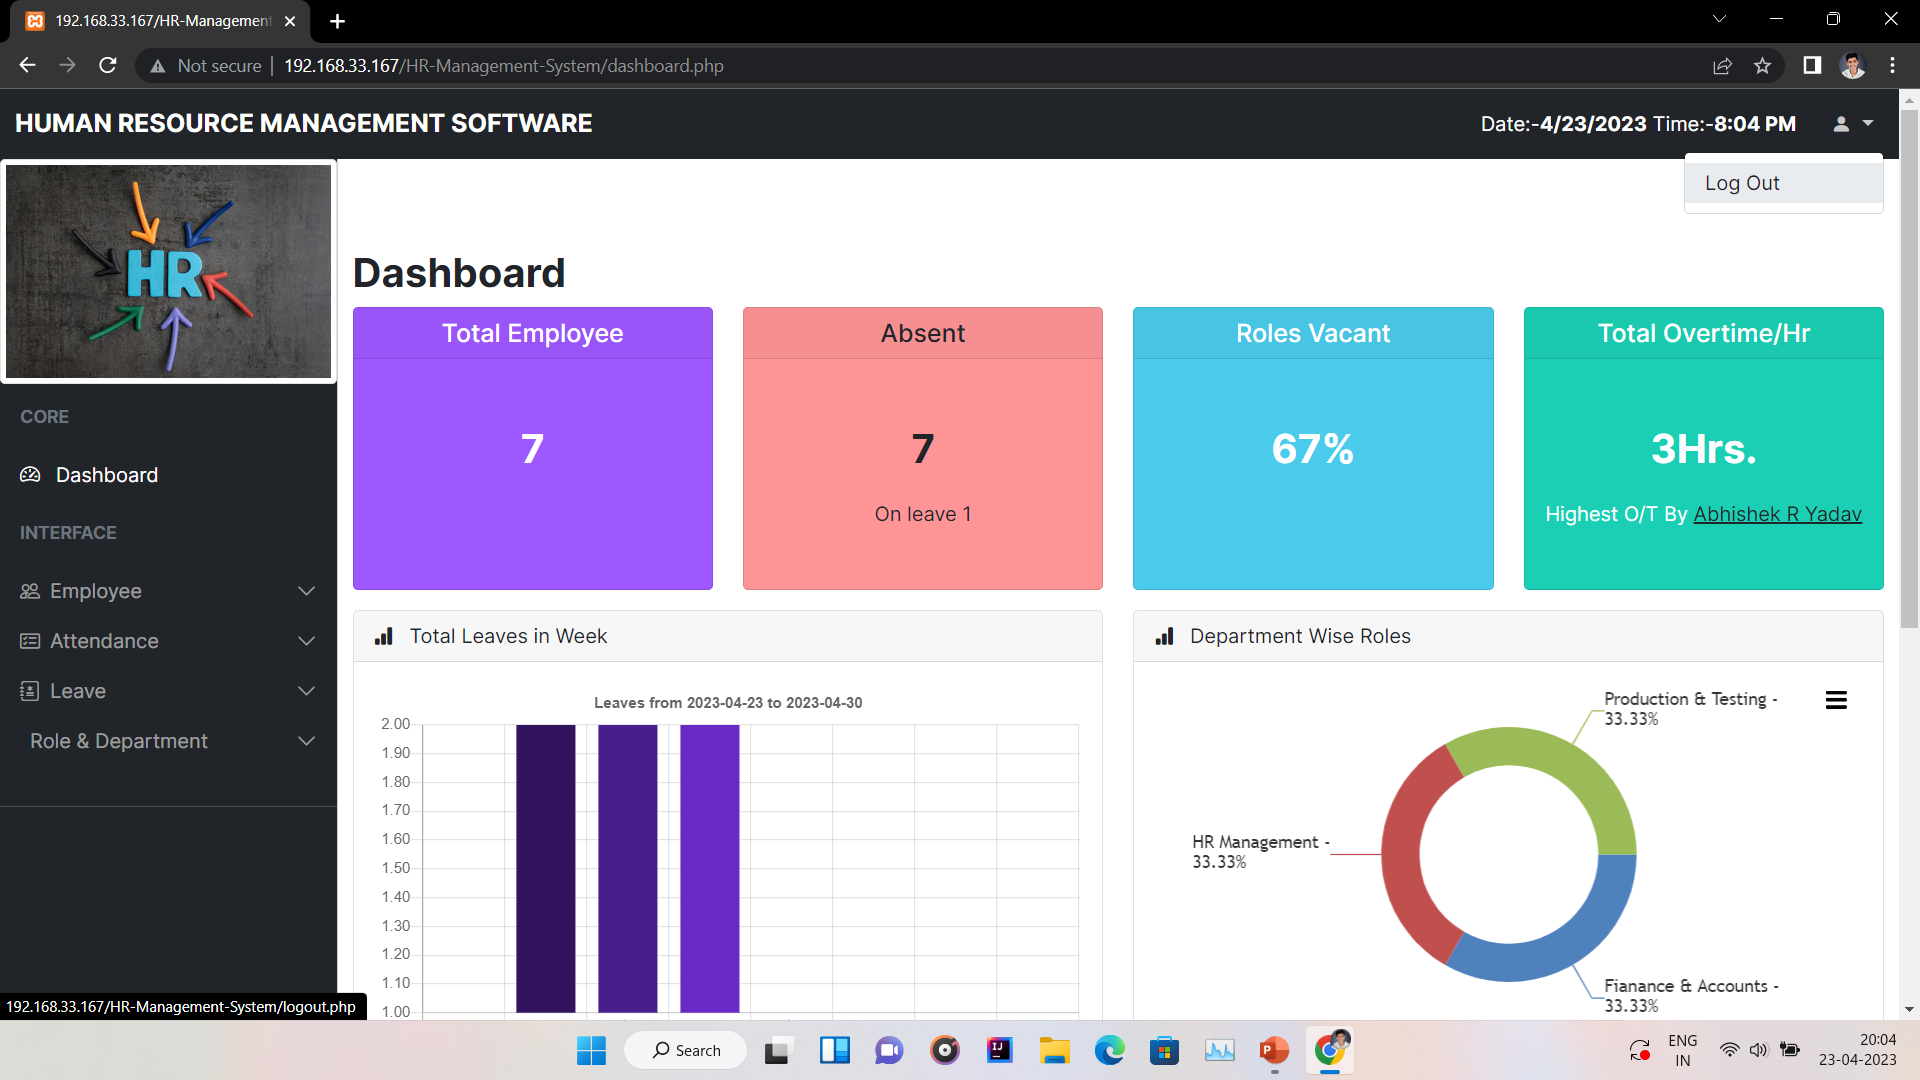 192.168.33.167/HR-Management
Not secure
192.168.33.167/HR-Management-System/dashboard.php
HUMAN RESOURCE MANAGEMENT SOFTWARE
Date:-4/23/2023 Time:-8:04 PM
Log Out
HR
CORE
Dashboard
INTERFACE
Employee
Attendance
Leave
Role & Department
Dashboard
Total Employee
7
Absent
7
On leave 1
Roles Vacant
67%
Total Overtime/Hr
3Hrs.
Highest O/T By Abhishek R Yadav
Total Leaves in Week
Leaves from 2023-04-23 to 2023-04-30
2.00
1.90
1.80
1.70
1.60
1.50
1.40
1.30
1.20
1.10
1.00
Department Wise Roles
Production & Testing -
33.33%
HR Management -
33.33%
Fianance & Accounts -
33.33%
192.168.33.167/HR-Management-System/logout.php
Search
IJ
P
ENG
IN
20:04
23-04-2023